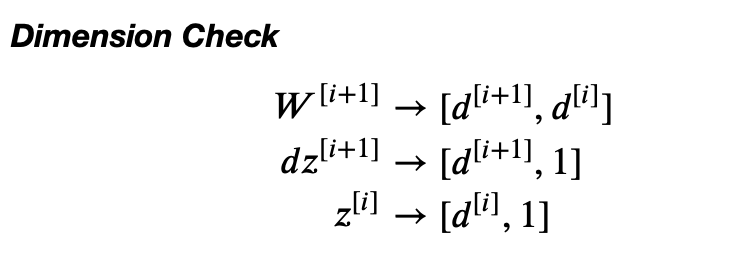 Dimension Check
W^{[i+1]} → [d^{[i+1]}, d^{[i]}]
dz^{[i+1]} → [d^{[i+1]}, 1]
z^{[i]} → [d^{[i]}, 1]